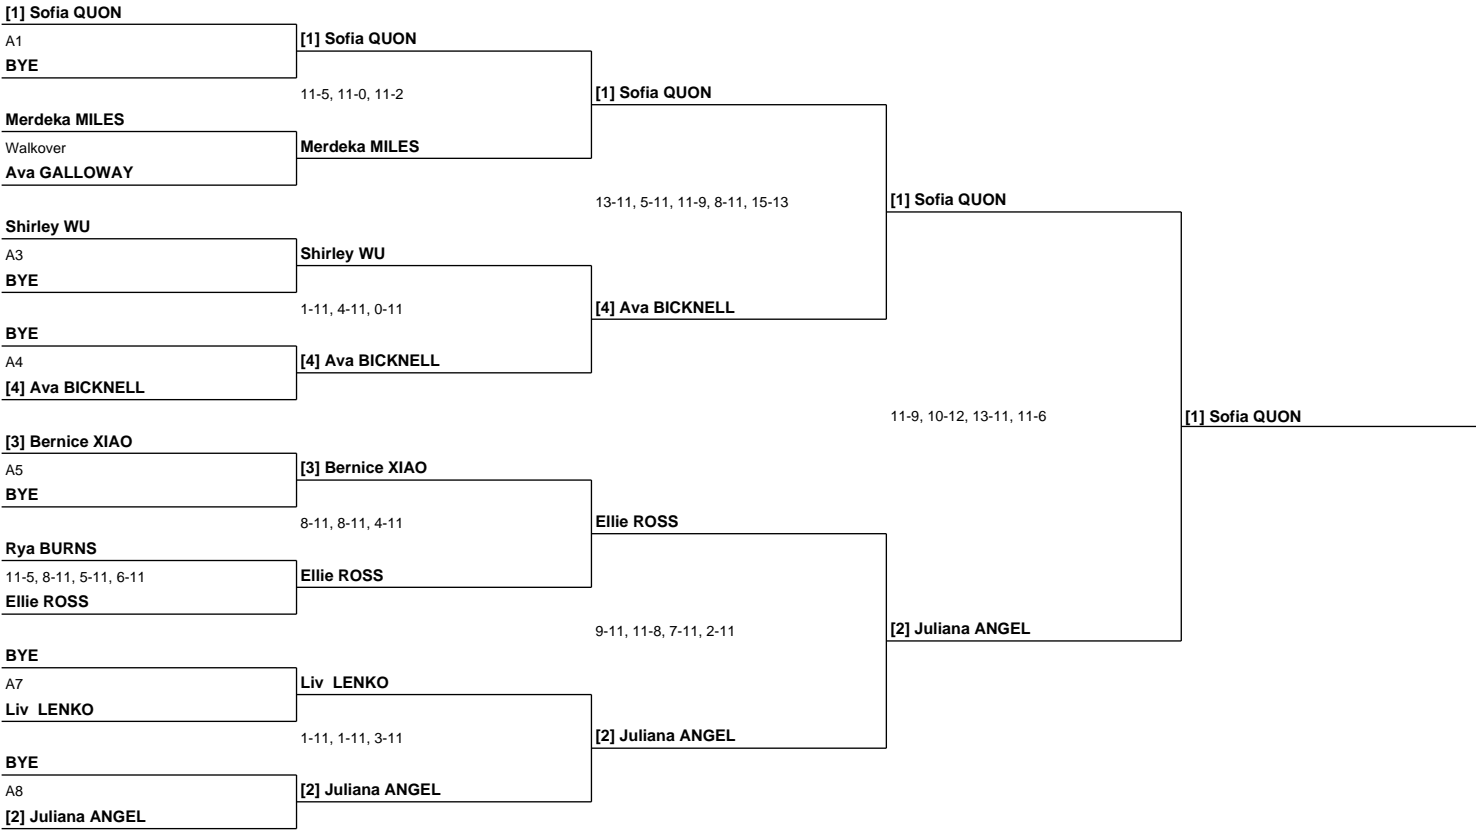 [1] Sofia QUON
A1
BYE
Merdeka MILES
Walkover
Ava GALLOWAY
Shirley WU
A3
BYE
BYE
A4
[4] Ava BICKNELL
[3] Bernice XIAO
A5
BYE
Rya BURNS
11-5, 8-11, 5-11, 6-11
Ellie ROSS
BYE
A7
Liv  LENKO
BYE
A8
[2] Juliana ANGEL
[1] Sofia QUON
11-5, 11-0, 11-2
Merdeka MILES
Shirley WU
1-11, 4-11, 0-11
[4] Ava BICKNELL
[3] Bernice XIAO
8-11, 8-11, 4-11
Ellie ROSS
Liv  LENKO
1-11, 1-11, 3-11
[2] Juliana ANGEL
[1] Sofia QUON
13-11, 5-11, 11-9, 8-11, 15-13
[4] Ava BICKNELL
Ellie ROSS
9-11, 11-8, 7-11, 2-11
[2] Juliana ANGEL
[1] Sofia QUON
11-9, 10-12, 13-11, 11-6
[2] Juliana ANGEL
[1] Sofia QUON